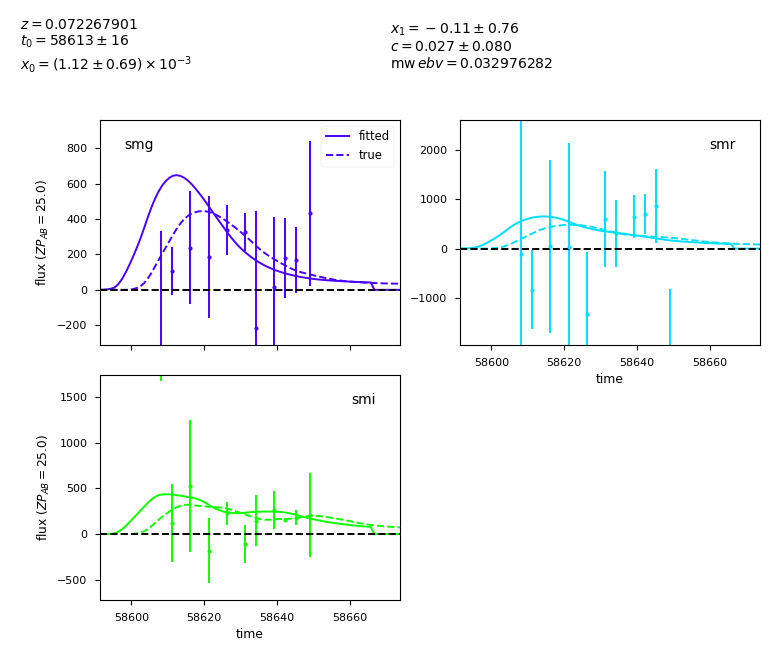 z = 0.072267901
t0 = 58613 ± 16
x0 = (1.12 ± 0.69) × 10^−3
x1 = −0.11 ± 0.76
c = 0.027 ± 0.080
mw ebv = 0.032976282
smg
fitted
true
800
600
400
200
0
−200
flux (ZP_AB = 25.0)
smr
2000
1000
0
−1000
58600 58620 58640 58660
time
smi
1500
1000
500
0
−500
flux (ZP_AB = 25.0)
58600 58620 58640 58660
time